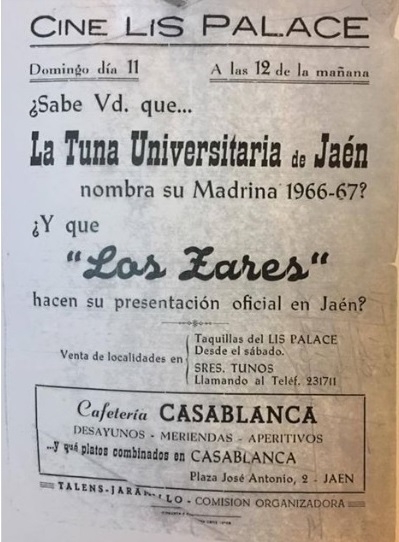 CINE LIS PALACE
Domingo día 11 A las 12 de la mañana
¿Sabe Vd. que...
La Tuna Universitaria de Jaén
nombra su Madrina 1966-67?
¿Y que
"Los Zares"
hacen su presentación oficial en Jaén?
Venta de localidades en
Taquillas del LIS PALACE
Desde el sábado.
SRES. TUNOS
Llamando al Teléf. 231711
Cafetería CASABLANCA
DESAYUNOS - MERIENDAS - APERITIVOS
...y qué platos combinados en CASABLANCA
Plaza José Antonio, 2 - JAEN
TALENS-JARAMILLO - COMISION ORGANIZADORA